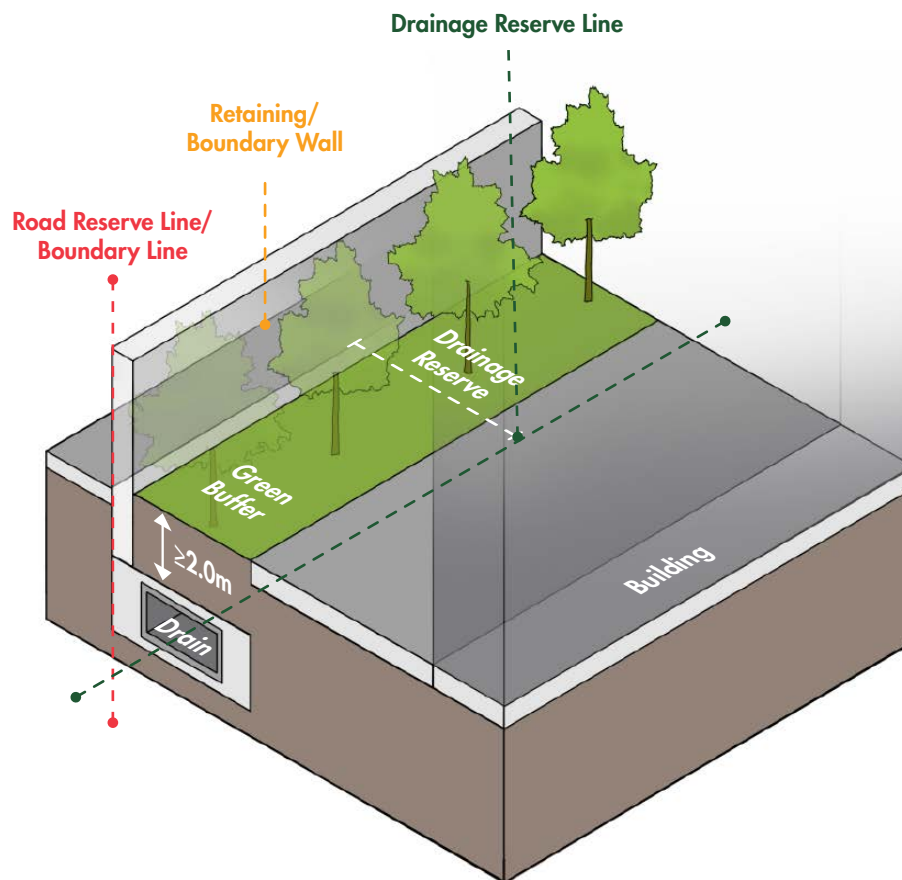 Drainage Reserve Line
Retaining/
Boundary Wall
Road Reserve Line/
Boundary Line
Drainage
Reserve
Green
Buffer
≥2.0m
Building
Drain